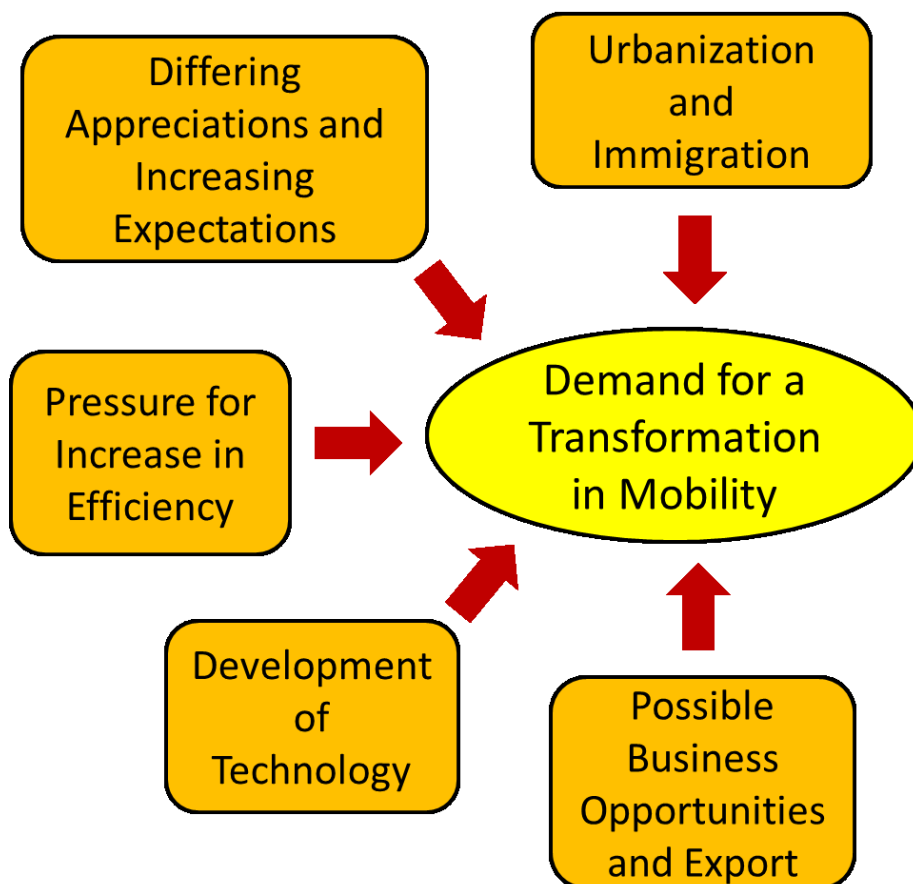 Differing
Appreciations and
Increasing
Expectations
Urbanization
and
Immigration
Pressure for
Increase in
Efficiency
Demand for a
Transformation
in Mobility
Development
of
Technology
Possible
Business
Opportunities
and Export